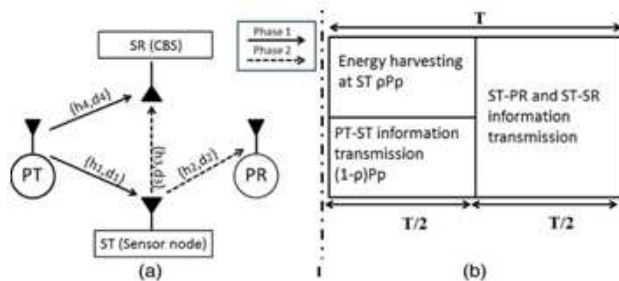 SR (CBS)
Phase 1
Phase 2
(h4,d4)
(h1,d1)
(h3,d3)
(h2,d2)
PT
PR
ST (Sensor node)
(a)
T
Energy harvesting
at ST ρPp
PT-ST information
transmission
(1-ρ)Pp
ST-PR and ST-SR
information
transmission
T/2
T/2
(b)